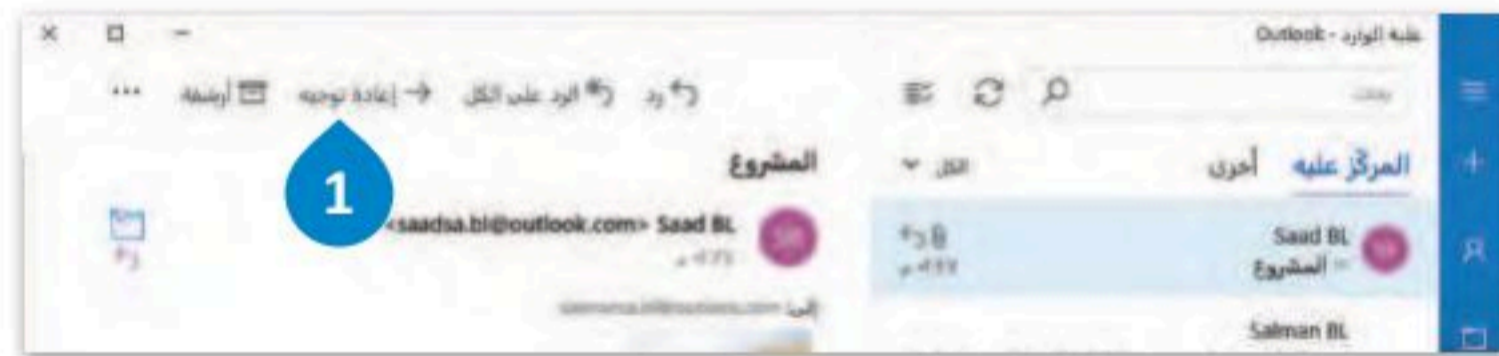 علبة الوارد - Outlook
بحث
رد
الرد على الكل
إعادة توجيه
أرشفة
...
1
المركّز عليه
أخرى
الكل
Saad BL
المشروع
Salman BL
المشروع
<saadsa.bl@outlook.com> Saad BL
إلى: